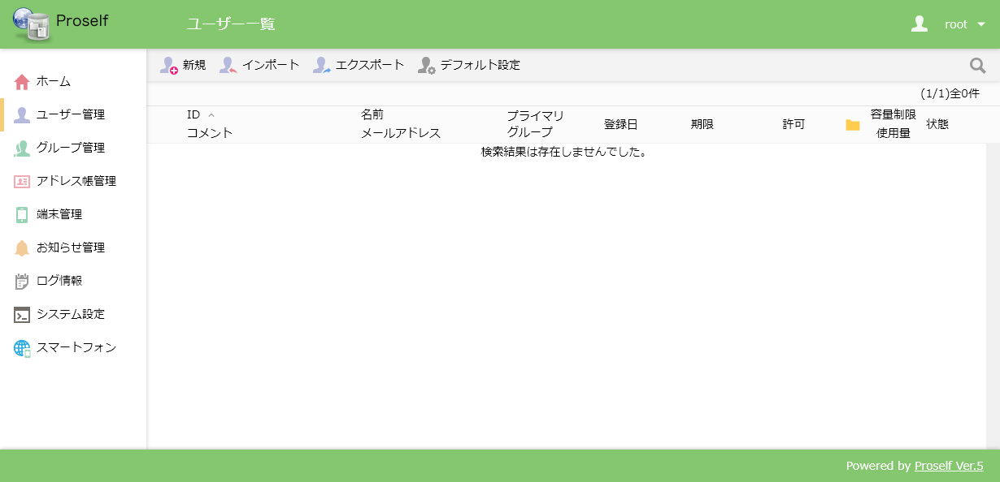 Proself
ユーザー一覧
root
新規
インポート
エクスポート
デフォルト設定
ホーム
ユーザー管理
グループ管理
アドレス帳管理
端末管理
お知らせ管理
ログ情報
システム設定
スマートフォン
(1/1)全0件
ID
コメント
名前
メールアドレス
プライマリ
グループ
登録日
期限
許可
容量制限
使用量
状態
検索結果は存在しませんでした。
Powered by Proself Ver.5